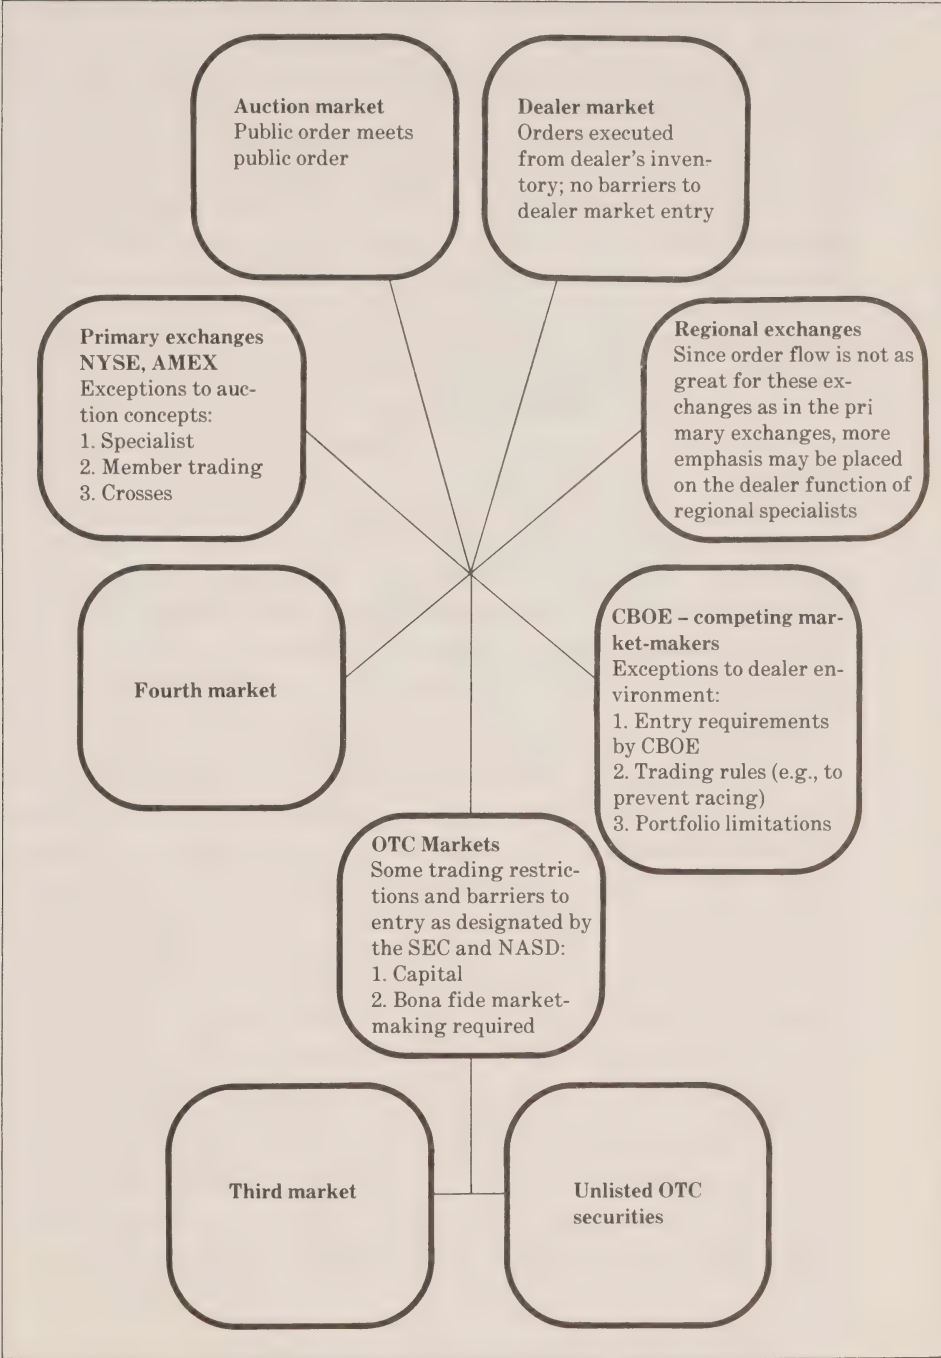 Auction market
Public order meets
public order
Dealer market
Orders executed
from dealer's inven-
tory; no barriers to
dealer market entry
Primary exchanges
NYSE, AMEX
Exceptions to auc-
tion concepts:
1. Specialist
2. Member trading
3. Crosses
Regional exchanges
Since order flow is not as
great for these ex-
changes as in the pri
mary exchanges, more
emphasis may be placed
on the dealer function of
regional specialists
Fourth market
CBOE – competing mar-
ket-makers
Exceptions to dealer en-
vironment:
1. Entry requirements
by CBOE
2. Trading rules (e.g., to
prevent racing)
3. Portfolio limitations
OTC Markets
Some trading restric-
tions and barriers to
entry as designated by
the SEC and NASD:
1. Capital
2. Bona fide market-
making required
Third market
Unlisted OTC
securities